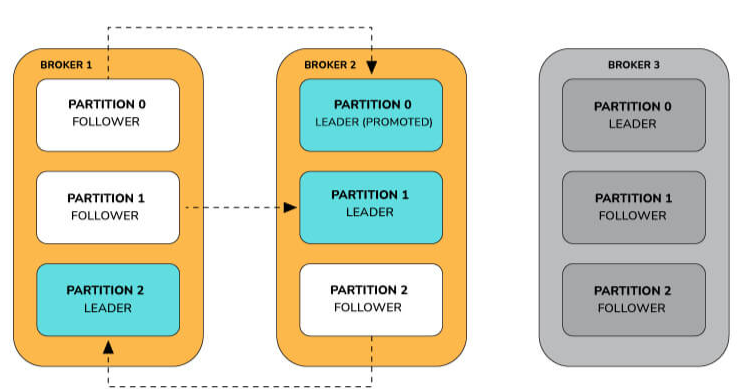 BROKER 1
PARTITION 0
FOLLOWER
PARTITION 1
FOLLOWER
PARTITION 2
LEADER
BROKER 2
PARTITION 0
LEADER (PROMOTED)
PARTITION 1
LEADER
PARTITION 2
FOLLOWER
BROKER 3
PARTITION 0
LEADER
PARTITION 1
FOLLOWER
PARTITION 2
FOLLOWER